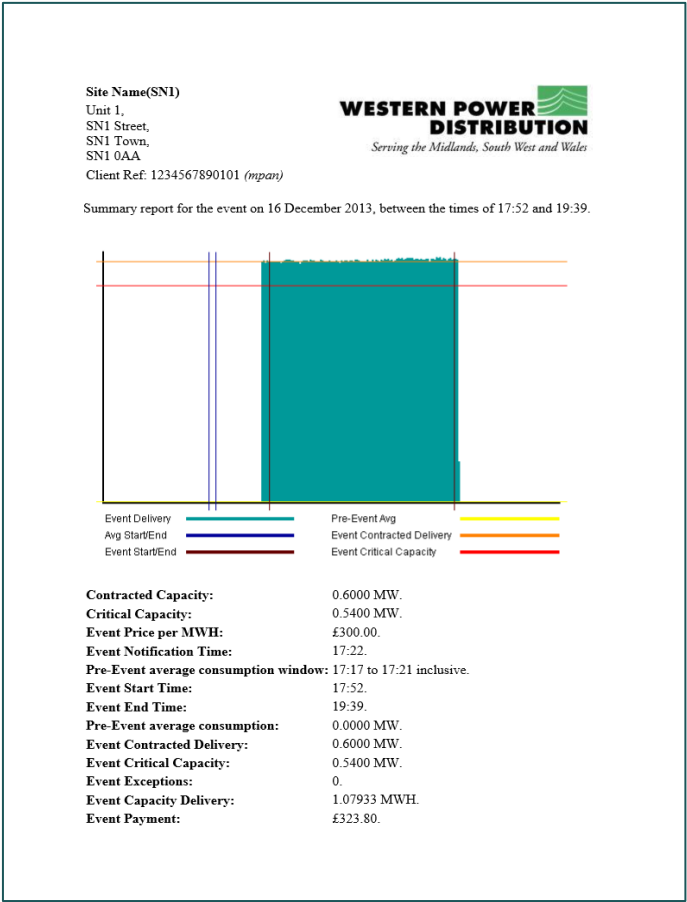 Site Name(SN1)
Unit 1,
SN1 Street,
SN1 Town,
SN1 0AA
Client Ref: 1234567890101 (mpan)
WESTERN POWER
DISTRIBUTION
Serving the Midlands, South West and Wales
Summary report for the event on 16 December 2013, between the times of 17:52 and 19:39.
Event Delivery
Avg Start/End
Event Start/End
Pre-Event Avg
Event Contracted Delivery
Event Critical Capacity
Contracted Capacity: 0.6000 MW.
Critical Capacity: 0.5400 MW.
Event Price per MWH: £300.00.
Event Notification Time: 17:22.
Pre-Event average consumption window: 17:17 to 17:21 inclusive.
Event Start Time: 17:52.
Event End Time: 19:39.
Pre-Event average consumption: 0.0000 MW.
Event Contracted Delivery: 0.6000 MW.
Event Critical Capacity: 0.5400 MW.
Event Exceptions: 0.
Event Capacity Delivery: 1.07933 MWH.
Event Payment: £323.80.